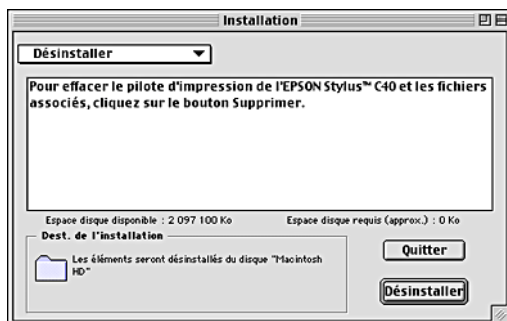 Installation
Désinstaller
Pour effacer le pilote d'impression de l'EPSON Stylus™ C40 et les fichiers
associés, cliquez sur le bouton Supprimer.
Espace disque disponible : 2 097 100 Ko
Espace disque requis (approx.) : 0 Ko
Dest. de l'installation
Les éléments seront désinstallés du disque "Macintosh
HD"
Quitter
Désinstaller